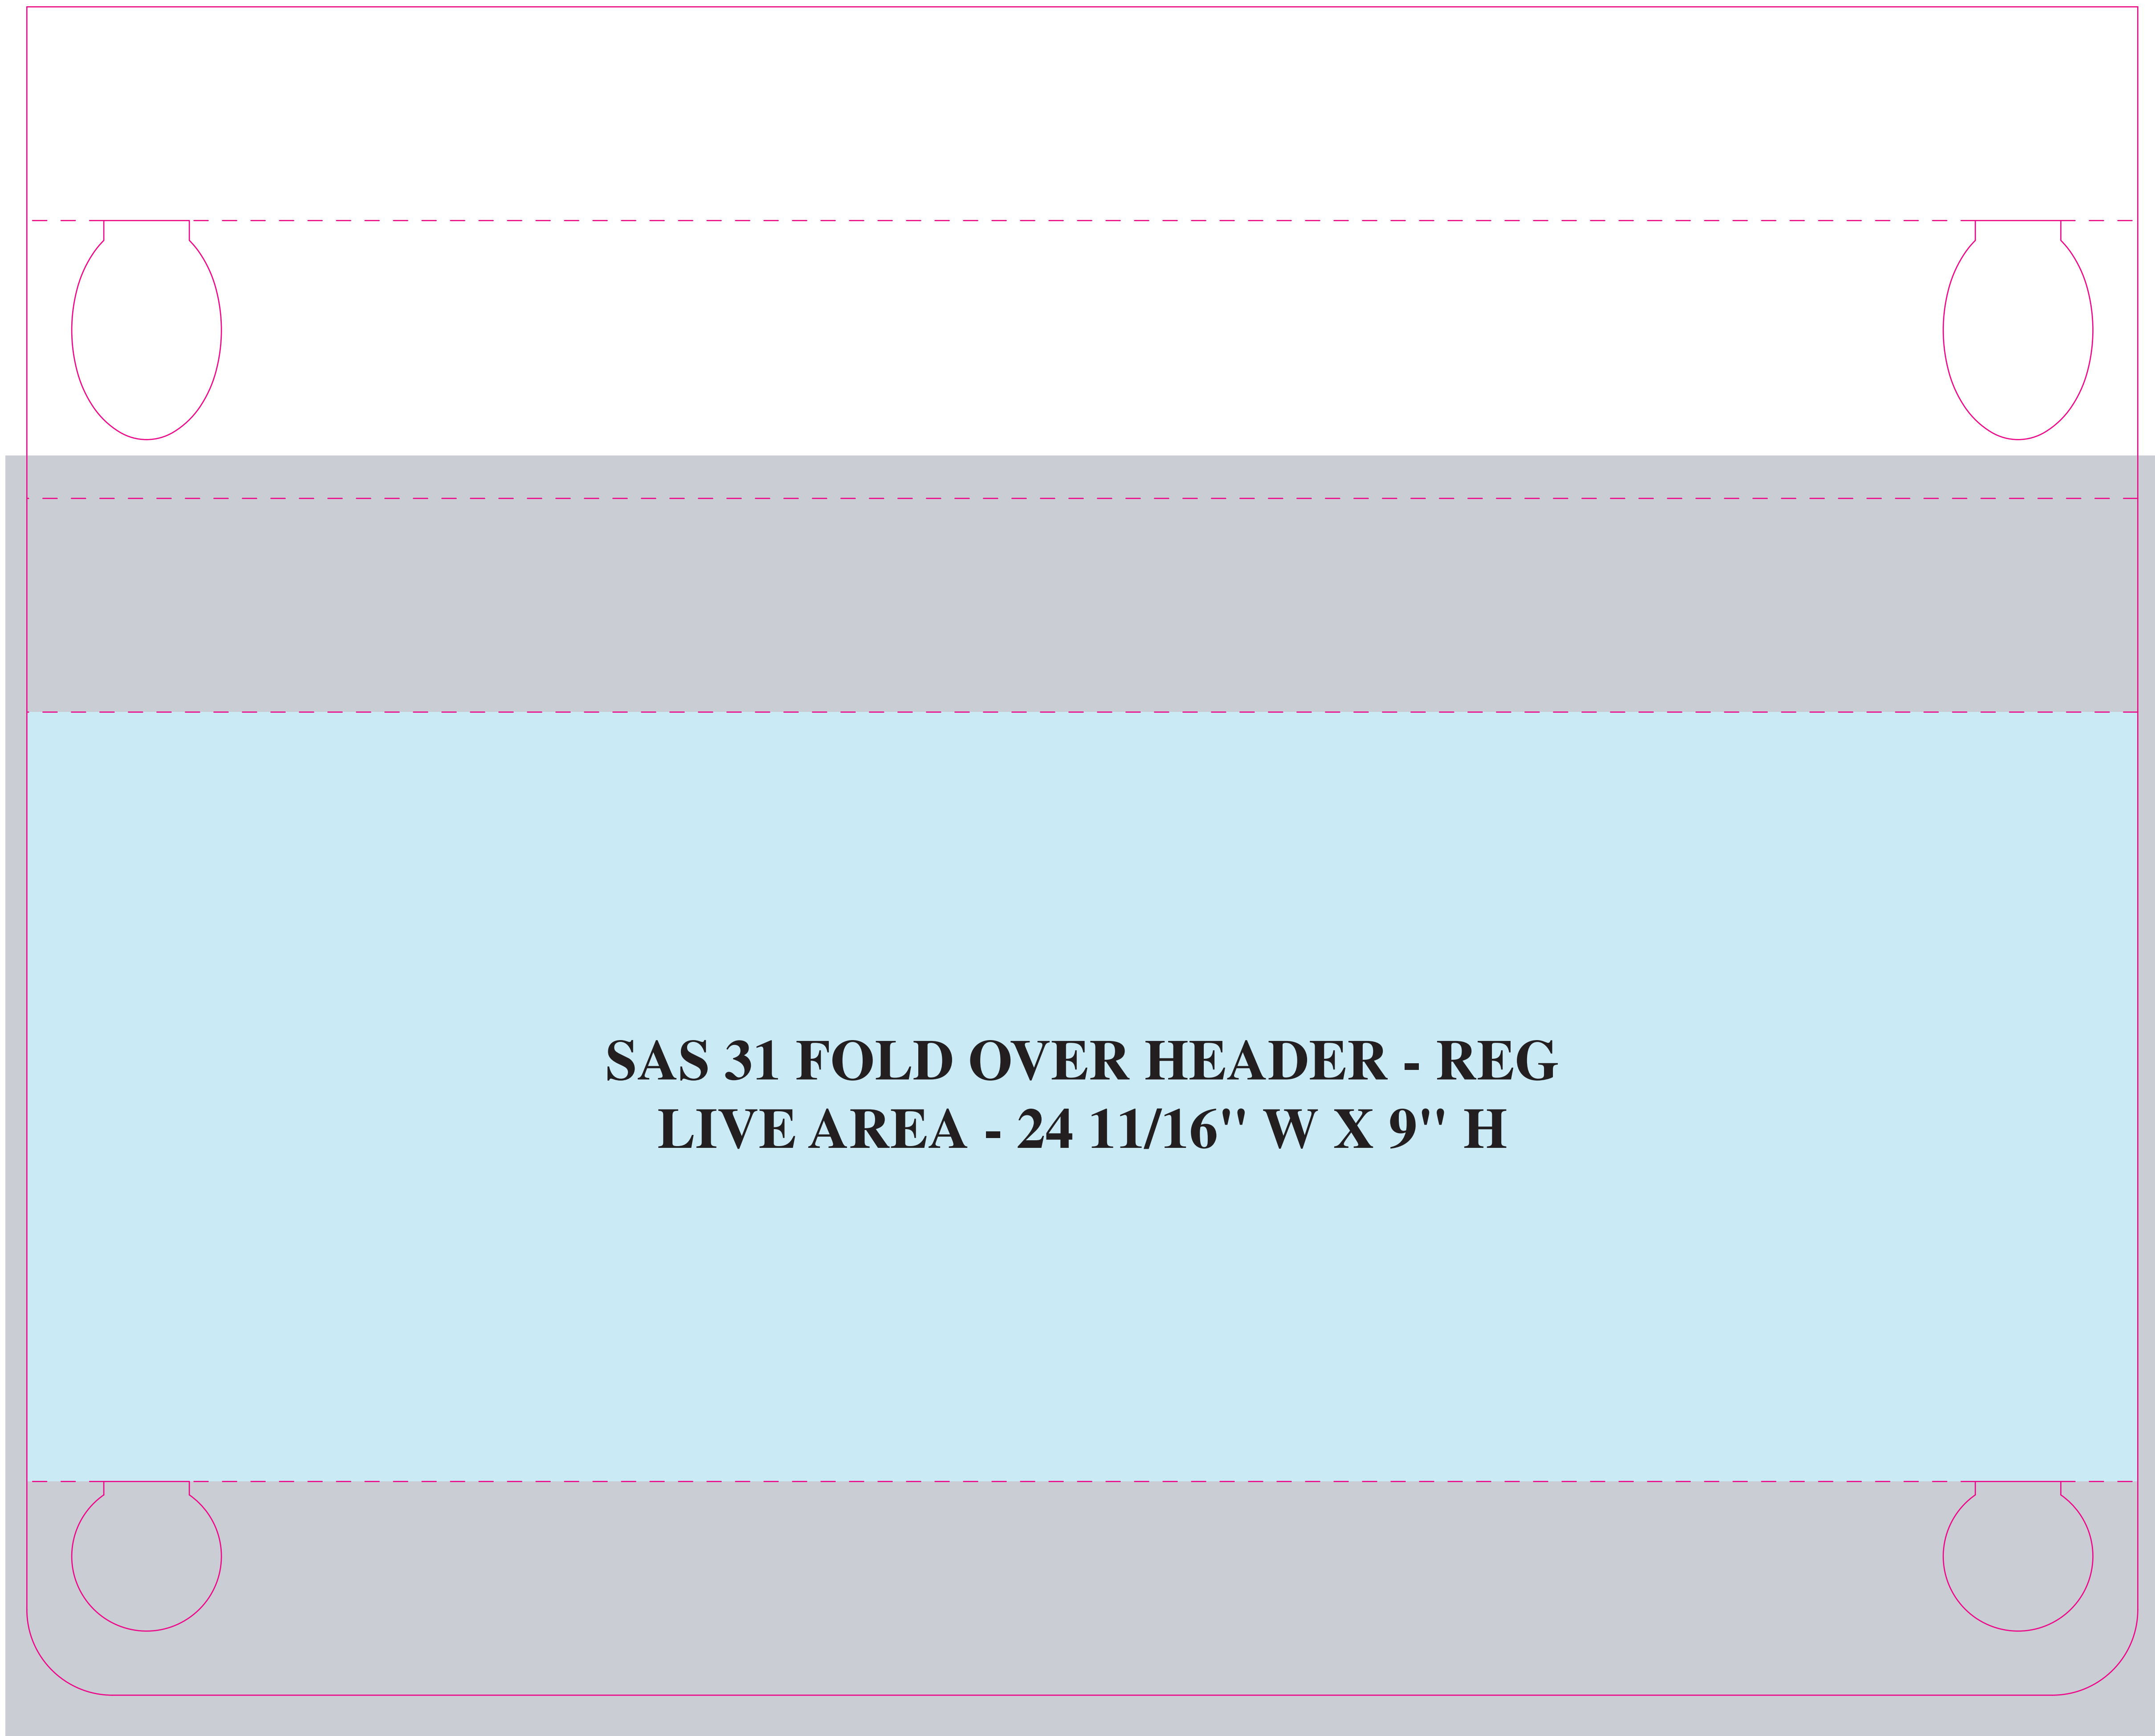 SAS 31 FOLD OVER HEADER - REG
LIVE AREA - 24 11/16" W X 9" H